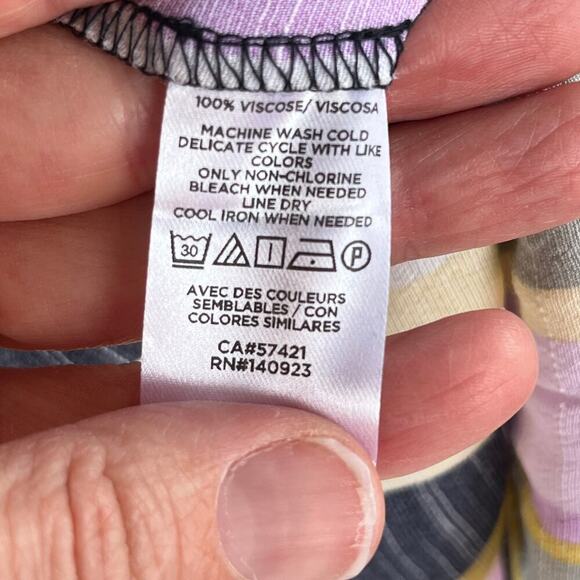 100% VISCOSE/ VISCOSA
MACHINE WASH COLD
DELICATE CYCLE WITH LIKE
COLORS
ONLY NON-CHLORINE
BLEACH WHEN NEEDED
LINE DRY
COOL IRON WHEN NEEDED
30 P
AVEC DES COULEURS
SEMBLABLES / CON
COLORES SIMILARES
CA#57421
RN#140923